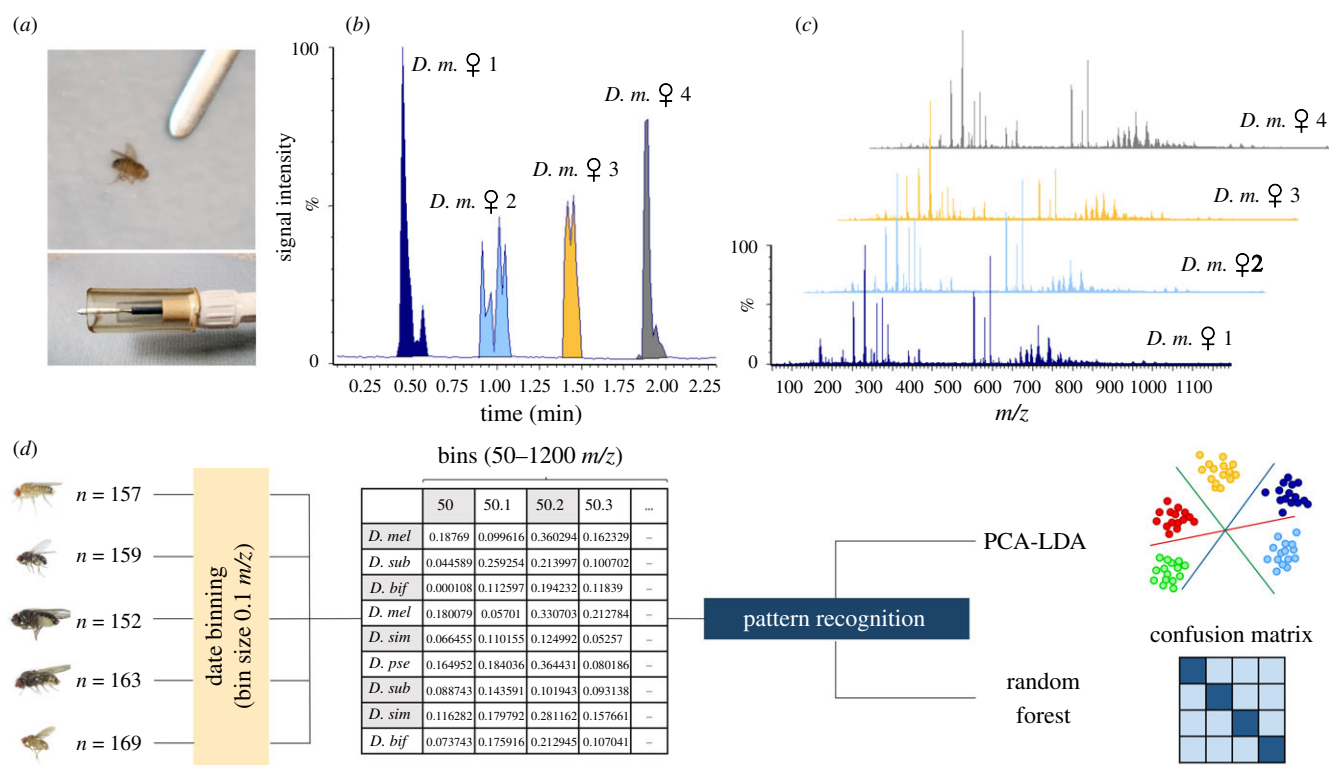 (a)
(b)
(c)
100
signal intensity
%
0
D. m. ♀ 1
D. m. ♀ 2
D. m. ♀ 3
D. m. ♀ 4
0.25 0.50 0.75 1.00 1.25 1.50 1.75 2.00 2.25
time (min)
D. m. ♀ 4
D. m. ♀ 3
D. m. ♀2
D. m. ♀ 1
100
%
0
100 200 300 400 500 600 700 800 900 1000 1100
m/z
(d)
n = 157
n = 159
n = 152
n = 163
n = 169
date binning
(bin size 0.1 m/z)
bins (50–1200 m/z)
50 50.1 50.2 50.3 ...
D. mel 0.18769 0.099616 0.360294 0.162329 –
D. sub 0.044589 0.259254 0.213997 0.100702 –
D. bif 0.000108 0.112597 0.194232 0.11839 –
D. mel 0.180079 0.05701 0.330703 0.212784 –
D. sim 0.066455 0.110155 0.124992 0.05257 –
D. pse 0.164952 0.184036 0.364431 0.080186 –
D. sub 0.088743 0.143591 0.101943 0.093138 –
D. sim 0.116282 0.179792 0.281162 0.157661 –
D. bif 0.073743 0.175916 0.212945 0.107041 –
pattern recognition
PCA-LDA
random
forest
confusion matrix